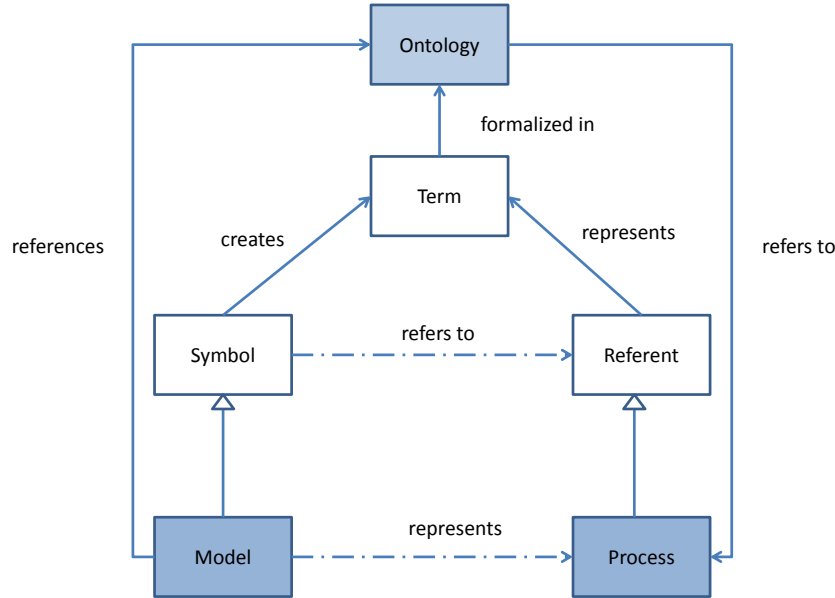 Ontology
formalized in
Term
creates
represents
references
refers to
refers to
Symbol
Referent
represents
Model
Process